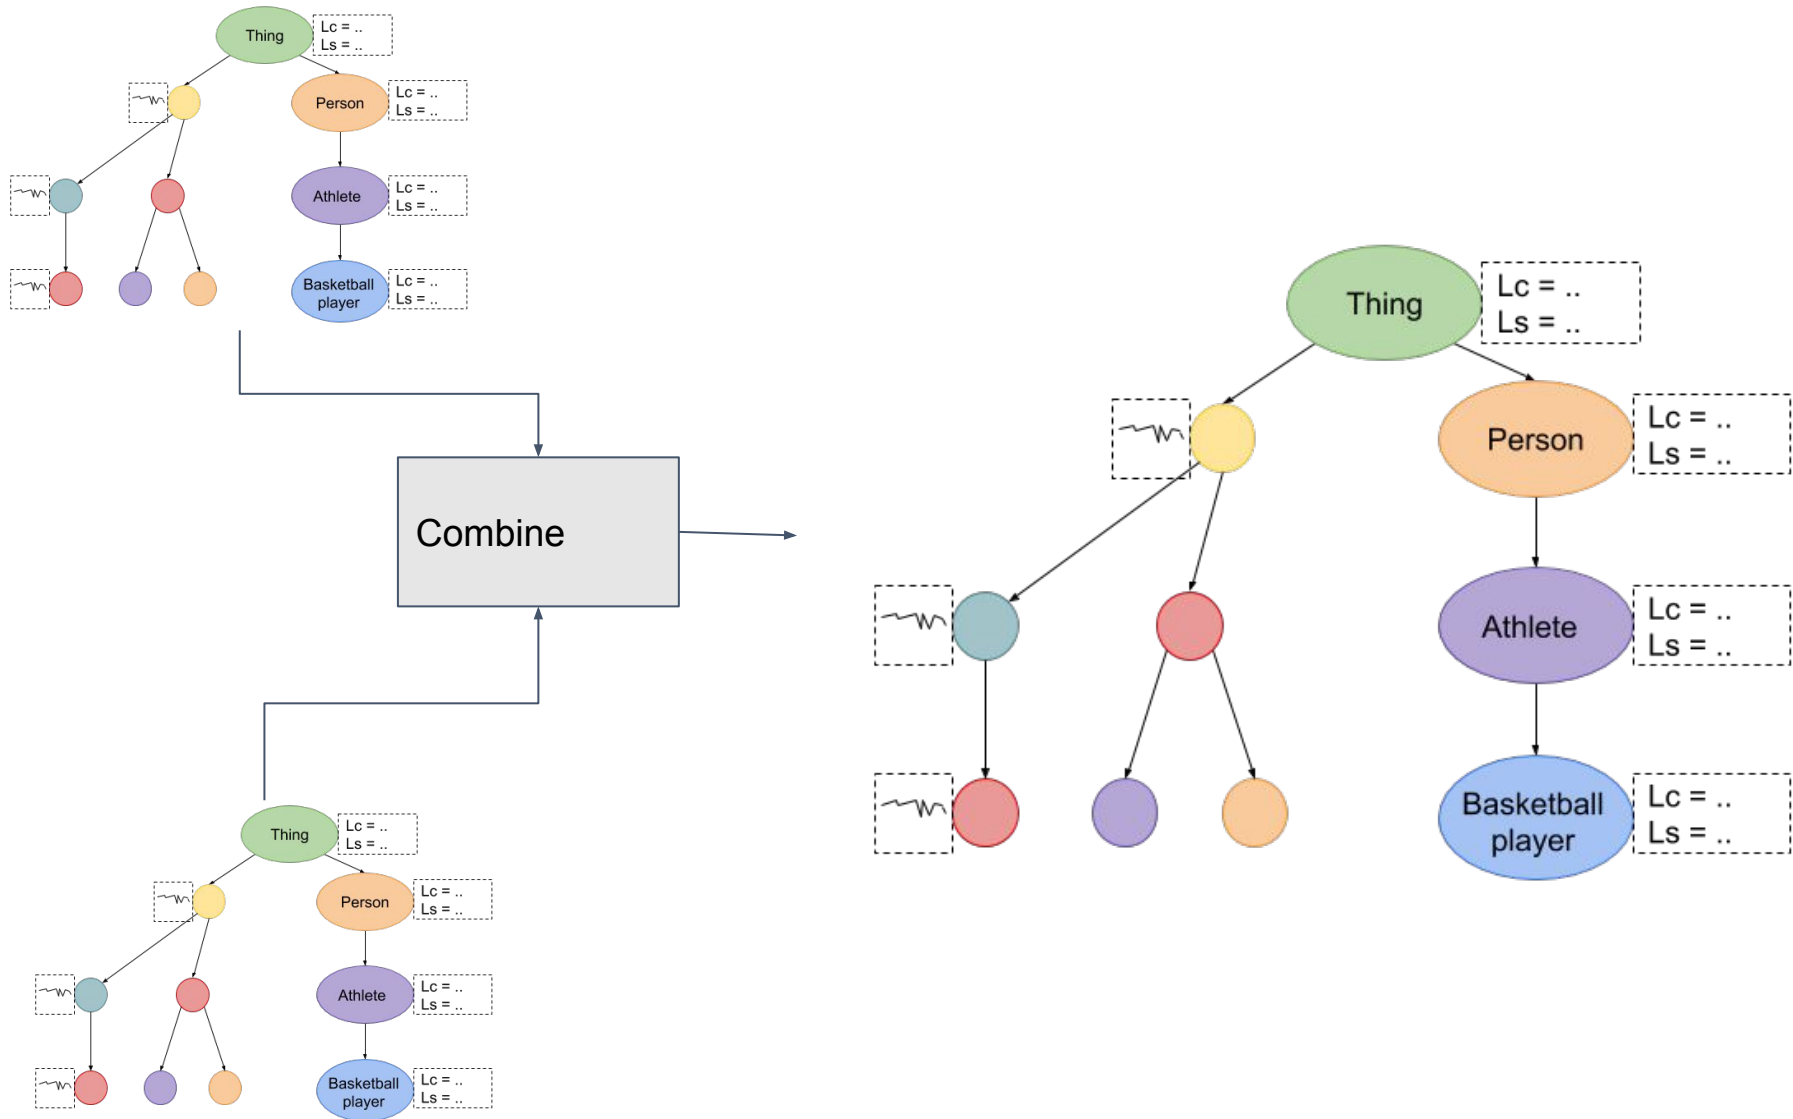 Thing
Lc = ..
Ls = ..
Person
Lc = ..
Ls = ..
Athlete
Lc = ..
Ls = ..
Basketball
player
Lc = ..
Ls = ..
Combine
Thing
Lc = ..
Ls = ..
Person
Lc = ..
Ls = ..
Athlete
Lc = ..
Ls = ..
Basketball
player
Lc = ..
Ls = ..
Thing
Lc = ..
Ls = ..
Person
Lc = ..
Ls = ..
Athlete
Lc = ..
Ls = ..
Basketball
player
Lc = ..
Ls = ..